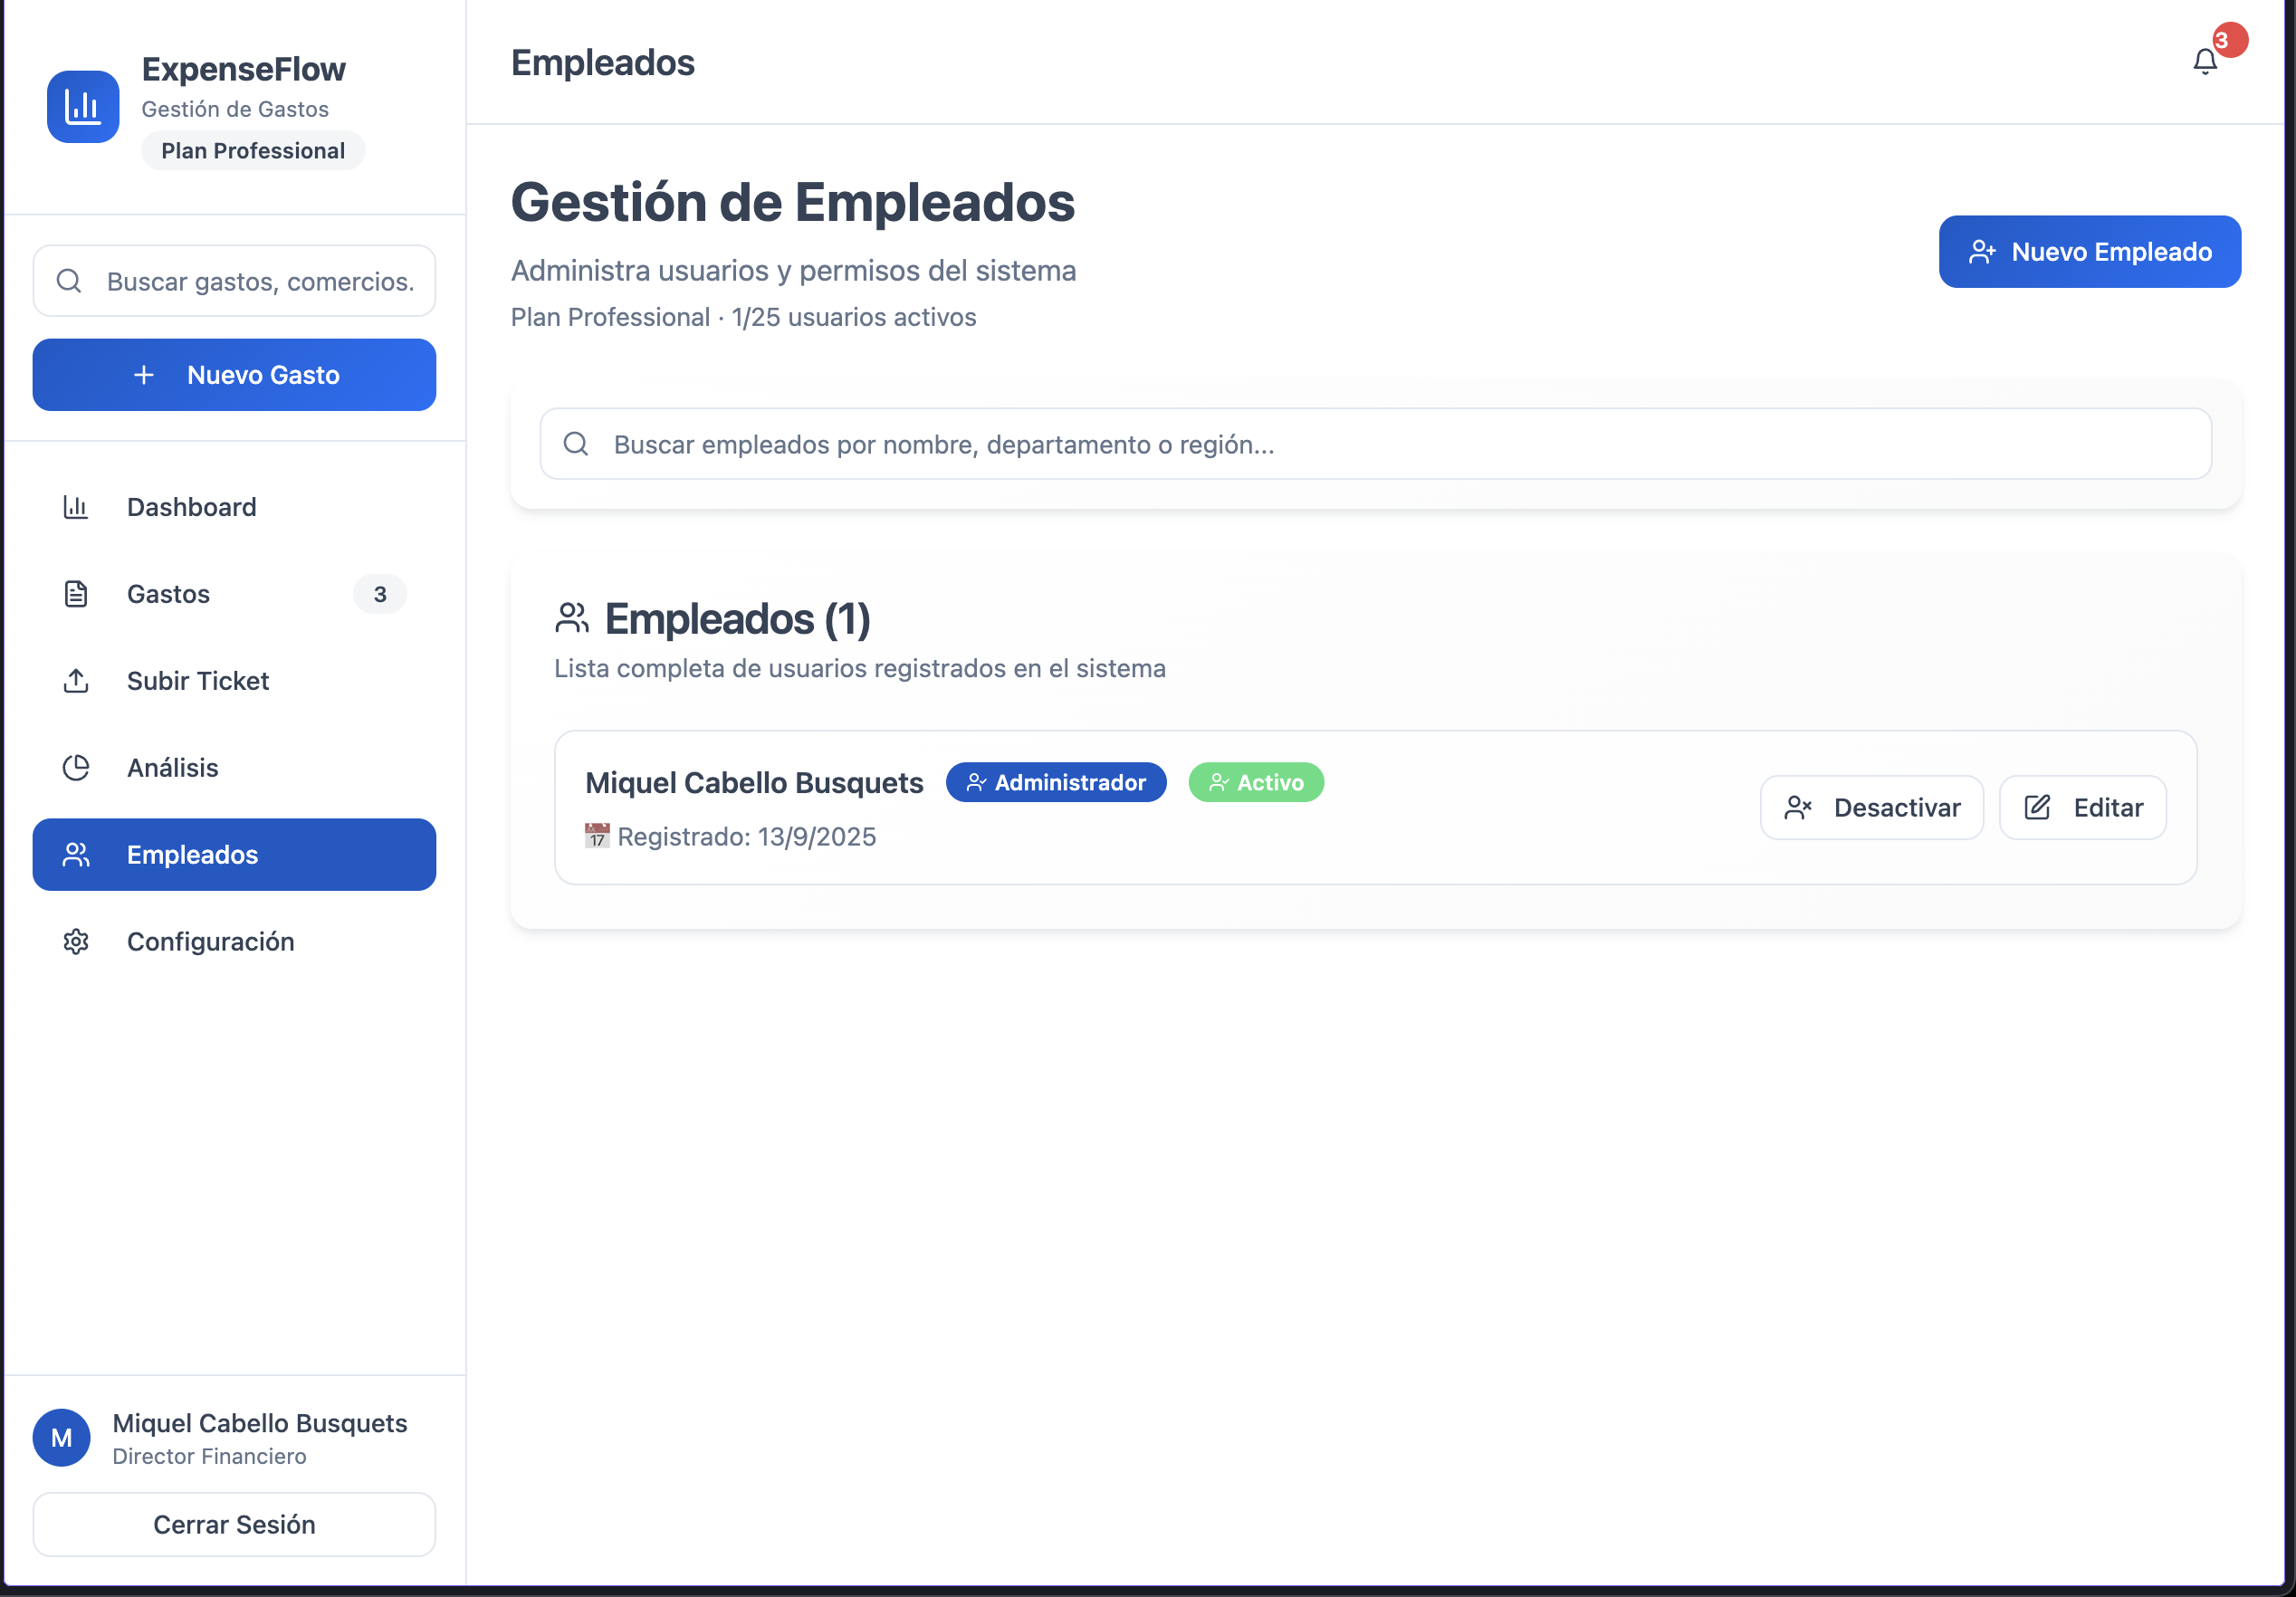 ExpenseFlow
Gestión de Gastos
Plan Professional
Buscar gastos, comercios.
+ Nuevo Gasto
Dashboard
Gastos 3
Subir Ticket
Análisis
Empleados
Configuración
Miquel Cabello Busquets
M
Director Financiero
Cerrar Sesión
Empleados
3
Gestión de Empleados
Administra usuarios y permisos del sistema
Plan Professional · 1/25 usuarios activos
Nuevo Empleado
Buscar empleados por nombre, departamento o región...
Empleados (1)
Lista completa de usuarios registrados en el sistema
Miquel Cabello Busquets Administrador Activo
17 Registrado: 13/9/2025
Desactivar Editar